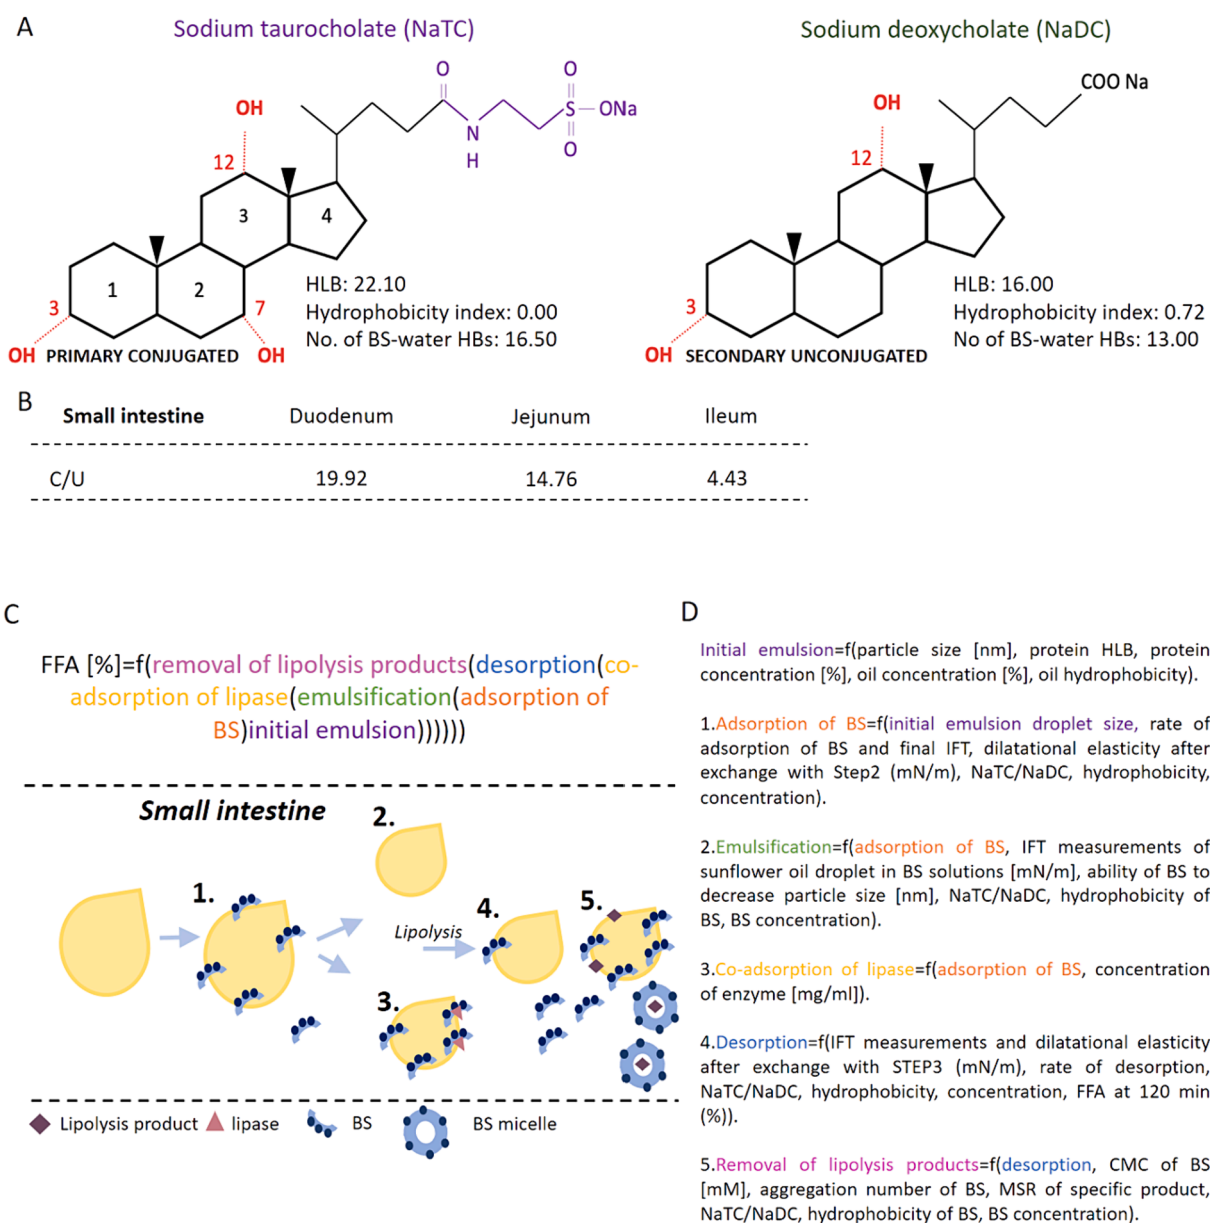 A
Sodium taurocholate (NaTC)
O
O
OH
S
ONa
N
H
O
12
3
4
1
2
3
7
OH
PRIMARY CONJUGATED
OH
HLB: 22.10
Hydrophobicity index: 0.00
No. of BS-water HBs: 16.50
Sodium deoxycholate (NaDC)
COO Na
OH
12
3
OH
SECONDARY UNCONJUGATED
HLB: 16.00
Hydrophobicity index: 0.72
No of BS-water HBs: 13.00
B
Small intestine Duodenum Jejunum Ileum
C/U 19.92 14.76 4.43
C
FFA [%]=f(removal of lipolysis products(desorption(co-
adsorption of lipase(emulsification(adsorption of
BS)initial emulsion))))))
Small intestine
1.
2.
3.
Lipolysis
4.
5.
Lipolysis product
lipase
BS
BS micelle
D
Initial emulsion=f(particle size [nm], protein HLB, protein
concentration [%], oil concentration [%], oil hydrophobicity).
1.Adsorption of BS=f(initial emulsion droplet size, rate of
adsorption of BS and final IFT, dilatational elasticity after
exchange with Step2 (mN/m), NaTC/NaDC, hydrophobicity,
concentration).
2.Emulsification=f(adsorption of BS, IFT measurements of
sunflower oil droplet in BS solutions [mN/m], ability of BS to
decrease particle size [nm], NaTC/NaDC, hydrophobicity of
BS, BS concentration).
3.Co-adsorption of lipase=f(adsorption of BS, concentration
of enzyme [mg/ml]).
4.Desorption=f(IFT measurements and dilatational elasticity
after exchange with STEP3 (mN/m), rate of desorption,
NaTC/NaDC, hydrophobicity, concentration, FFA at 120 min
(%)).
5.Removal of lipolysis products=f(desorption, CMC of BS
[mM], aggregation number of BS, MSR of specific product,
NaTC/NaDC, hydrophobicity of BS, BS concentration).